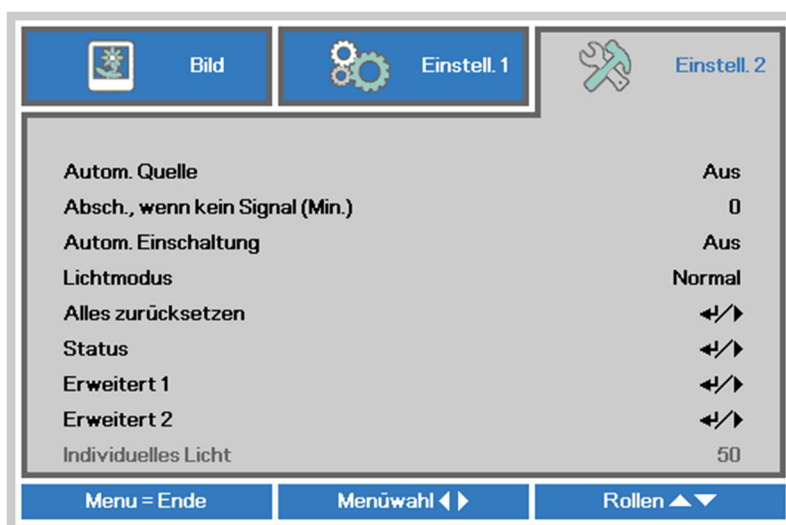 Bild Einstell. 1 Einstell. 2
Autom. Quelle Aus
Absch., wenn kein Signal (Min.) 0
Autom. Einschaltung Aus
Lichtmodus Normal
Alles zurücksetzen ↵/▶
Status ↵/▶
Erweitert 1 ↵/▶
Erweitert 2 ↵/▶
Individuelles Licht 50
Menu = Ende Menüwahl ◀ ▶ Rollen ▲▼